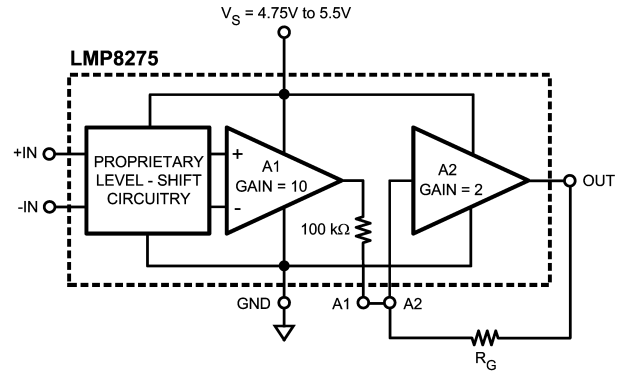 V_S = 4.75V to 5.5V
LMP8275
+IN
-IN
PROPRIETARY
LEVEL - SHIFT
CIRCUITRY
+
-
A1
GAIN = 10
100 kΩ
A2
GAIN = 2
OUT
GND
A1
A2
R_G